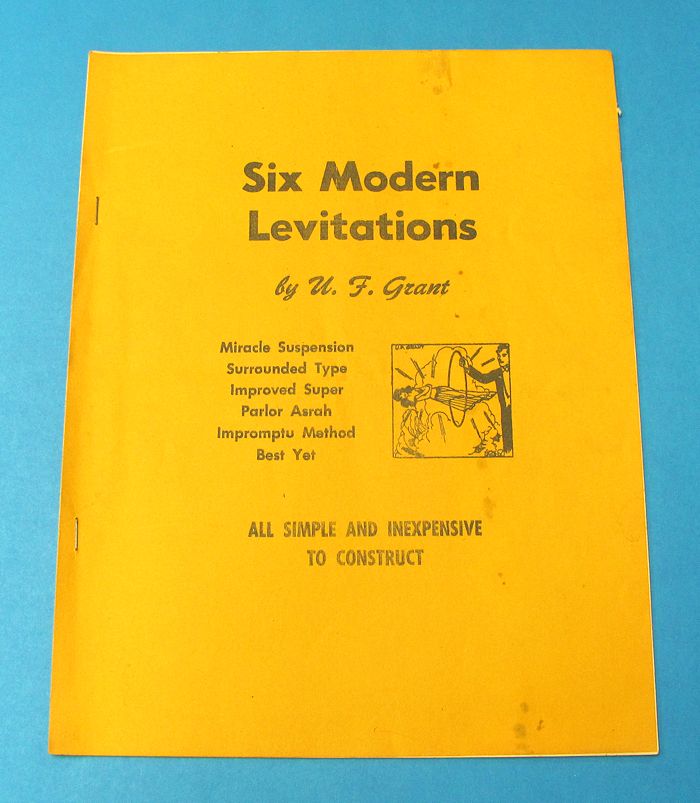 Six Modern
Levitations
by U. F. Grant
Miracle Suspension
Surrounded Type
Improved Super
Parlor Asrah
Impromptu Method
Best Yet
U.F. GRANT
ALL SIMPLE AND INEXPENSIVE
TO CONSTRUCT